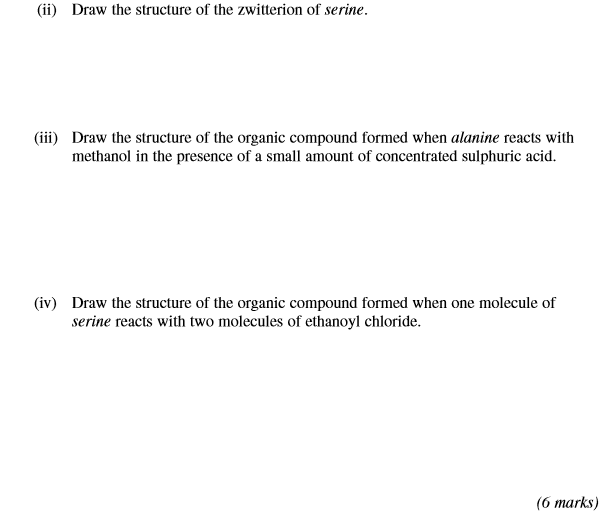 (ii) Draw the structure of the zwitterion of serine.
(iii) Draw the structure of the organic compound formed when alanine reacts with
methanol in the presence of a small amount of concentrated sulphuric acid.
(iv) Draw the structure of the organic compound formed when one molecule of
serine reacts with two molecules of ethanoyl chloride.
(6 marks)